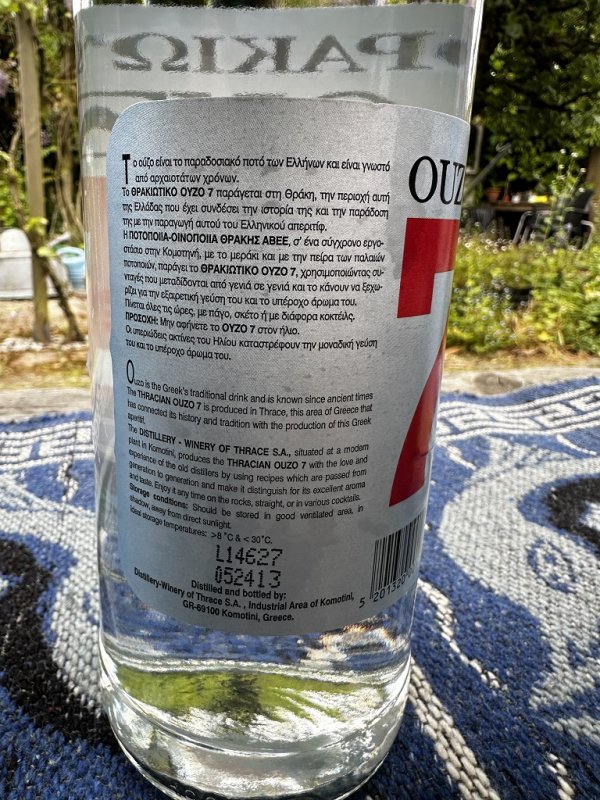 ΘΡΑΚΙΩ
ΟΥΖΟ
7
Το ούζο είναι το παραδοσιακό ποτό των Ελλήνων και είναι γνωστό
από αρχαιοτάτων χρόνων.
Το ΘΡΑΚΙΩΤΙΚΟ ΟΥΖΟ 7 παράγεται στη Θράκη, την περιοχή αυτή
της Ελλάδας που έχει συνδέσει την ιστορία της και την παράδοση
της με την παραγωγή αυτού του Ελληνικού απεριτίφ.
Η ΠΟΤΟΠΟΙΙΑ-ΟΙΝΟΠΟΙΙΑ ΘΡΑΚΗΣ ΑΒΕΕ, σ' ένα σύγχρονο εργο-
στάσιο στην Κομοτηνή, με το μεράκι και με την πείρα των παλαιών
ποτοποιών, παράγει το ΘΡΑΚΙΩΤΙΚΟ ΟΥΖΟ 7, χρησιμοποιώντας συ-
νταγές που μεταδίδονται από γενιά σε γενιά και το κάνουν να ξεχω-
ρίζει για την εξαιρετική γεύση του και το υπέροχο άρωμα του.
Πίνεται όλες τις ώρες, με πάγο, σκέτο ή με διάφορα κοκτέιλς.
ΠΡΟΣΟΧΗ: Μην αφήνετε το ΟΥΖΟ 7 στον ήλιο.
Οι υπεριώδεις ακτίνες του Ηλίου καταστρέφουν την μοναδική γεύση
του και το υπέροχο άρωμα του.
Ouzo is the Greek's traditional drink and is known since ancient times
The THRACIAN OUZO 7 is produced in Thrace, this area of Greece that
has connected its history and tradition with the production of this Greek
aperitif.
The DISTILLERY - WINERY OF THRACE S.A., situated at a modern
plant in Komotini, produces the THRACIAN OUZO 7 with the love and
experience of the old distillers by using recipes which are passed from
generation to generation and make it distinguish for its excellent aroma
and taste. Enjoy it any time on the rocks, straight, or in various cocktails.
Storage conditions: Should be stored in good ventilated area, in
shadow, away from direct sunlight.
Ideal storage temperatures: >8 °C & < 30°C.
L14627
052413
Distilled and bottled by:
Distillery-Winery of Thrace S.A. , Industrial Area of Komotini,
GR-69100 Komotini, Greece.
5 201320